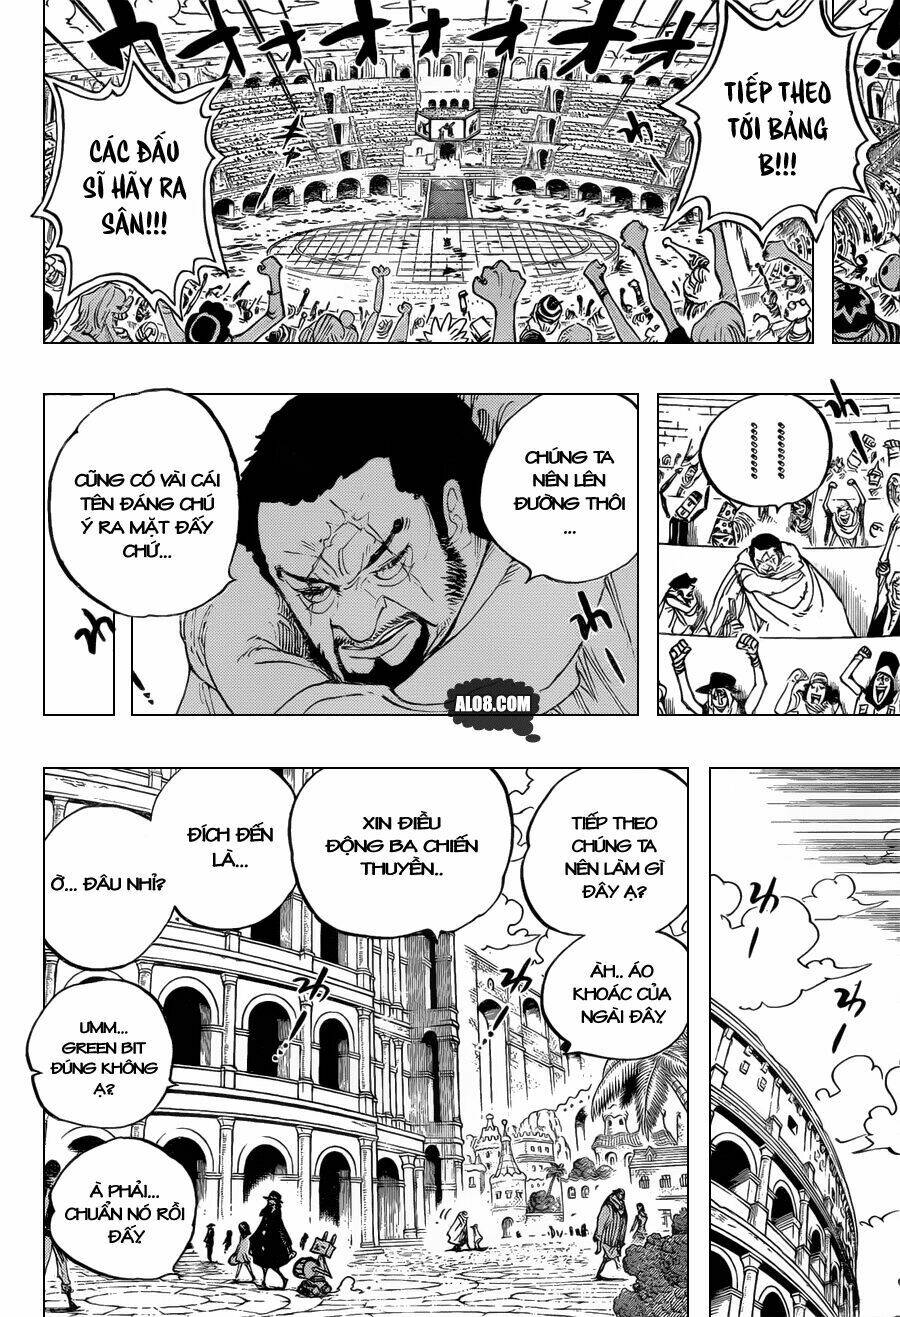 TIẾP THEO
TỚI BẢNG
B!!!
CÁC ĐẤU
SĨ HÃY RA
SÂN!!!
CHÚNG TA
NÊN LÊN
ĐƯỜNG THÔI
...
CŨNG CÓ VÀI CÁI
TÊN ĐÁNG CHÚ
Ý RA MẶT ĐẤY
CHỨ...
ALO8.COM
TIẾP THEO
CHÚNG TA
NÊN LÀM GÌ
ĐÂY Ạ?
ÀH.. ÁO
KHOÁC CỦA
NGÀI ĐÂY.
XIN ĐIỀU
ĐỘNG BA CHIẾN
THUYỀN..
ĐÍCH ĐẾN
LÀ...
Ờ... ĐÂU NHỈ?
UMM...
GREEN BIT
ĐÚNG KHÔNG
Ạ?
À PHẢI...
CHUẨN NÓ RỒI
ĐẤY.